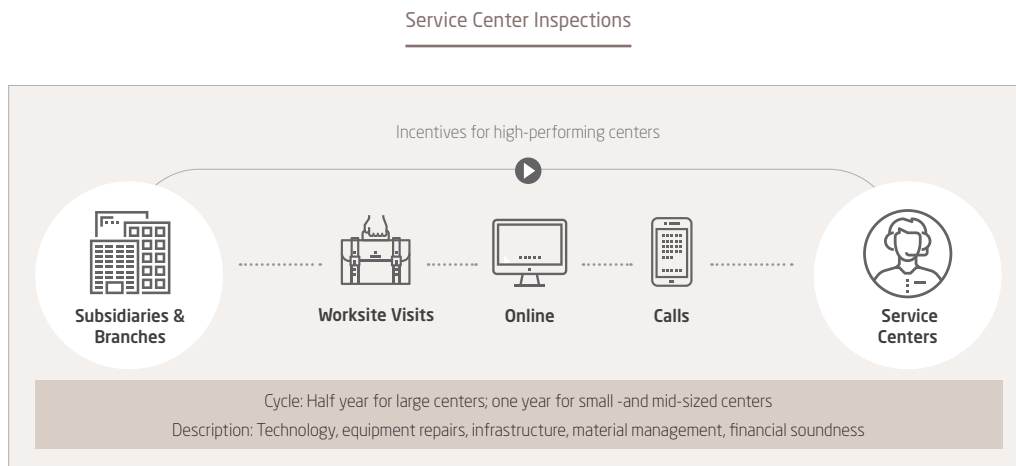 Service Center Inspections
Incentives for high-performing centers
Subsidiaries &
Branches
Worksite Visits
Online
Calls
Service
Centers
Cycle: Half year for large centers; one year for small -and mid-sized centers
Description: Technology, equipment repairs, infrastructure, material management, financial soundness